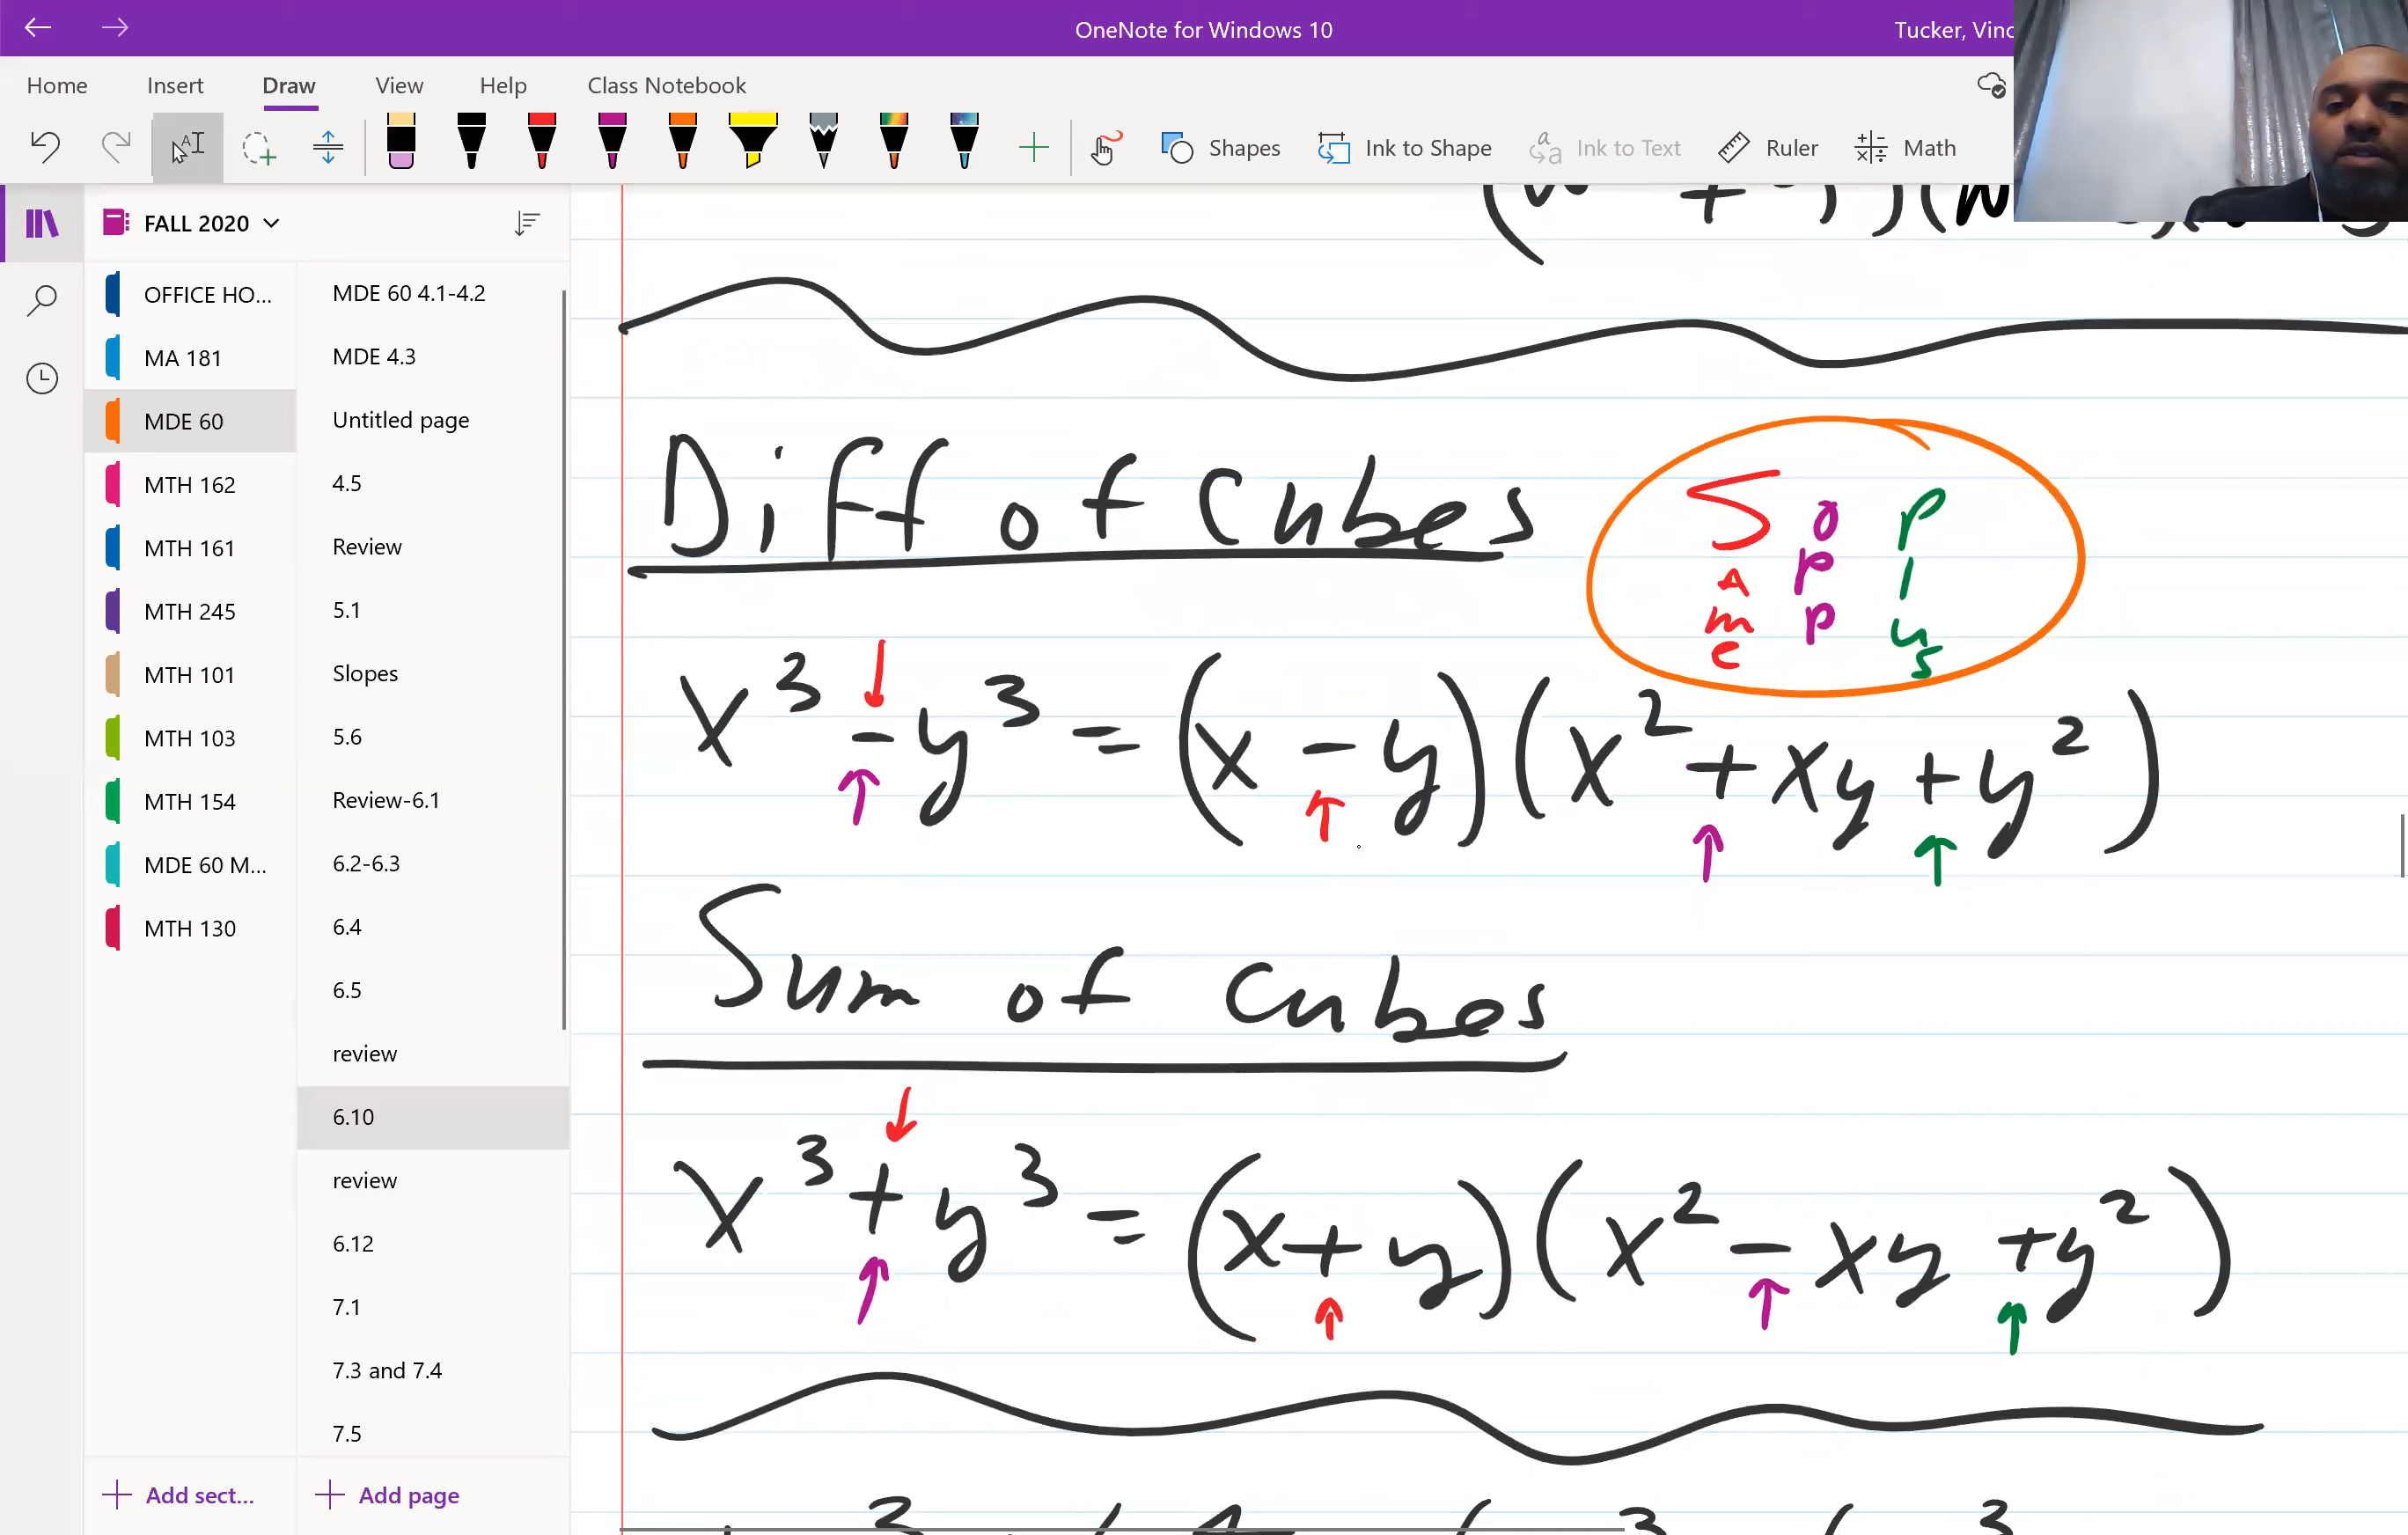 OneNote for Windows 10
Tucker, Vinc
Home Insert Draw View Help Class Notebook
Shapes Ink to Shape Ink to Text Ruler Math
FALL 2020
OFFICE HO...
MA 181
MDE 60
MTH 162
MTH 161
MTH 245
MTH 101
MTH 103
MTH 154
MDE 60 M...
MTH 130
Add sect...
MDE 60 4.1-4.2
MDE 4.3
Untitled page
4.5
Review
5.1
Slopes
5.6
Review-6.1
6.2-6.3
6.4
6.5
review
6.10
review
6.12
7.1
7.3 and 7.4
7.5
Add page
Diff of Cubes
Same Opp Plus
x³ - y³ = (x - y)(x² + xy + y²)
Sum of Cubes
x³ + y³ = (x + y)(x² - xy + y²)